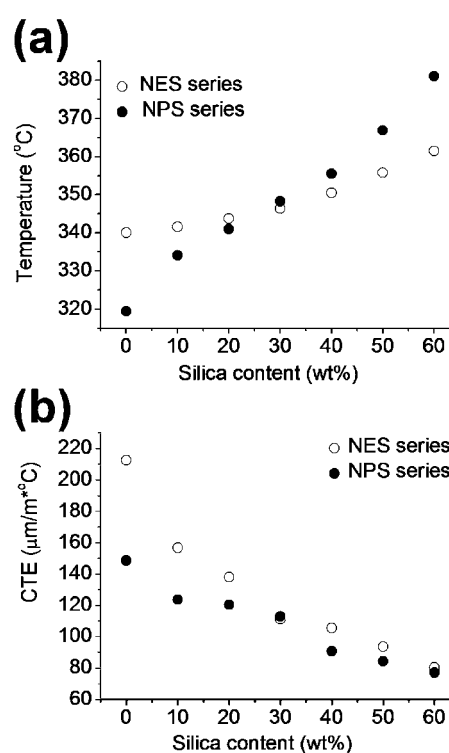 (a)
NES series
NPS series
Temperature (°C)
380
370
360
350
340
330
320
0 10 20 30 40 50 60
Silica content (wt%)
(b)
NES series
NPS series
CTE (μm/m*°C)
220
200
180
160
140
120
100
80
60
0 10 20 30 40 50 60
Silica content (wt%)